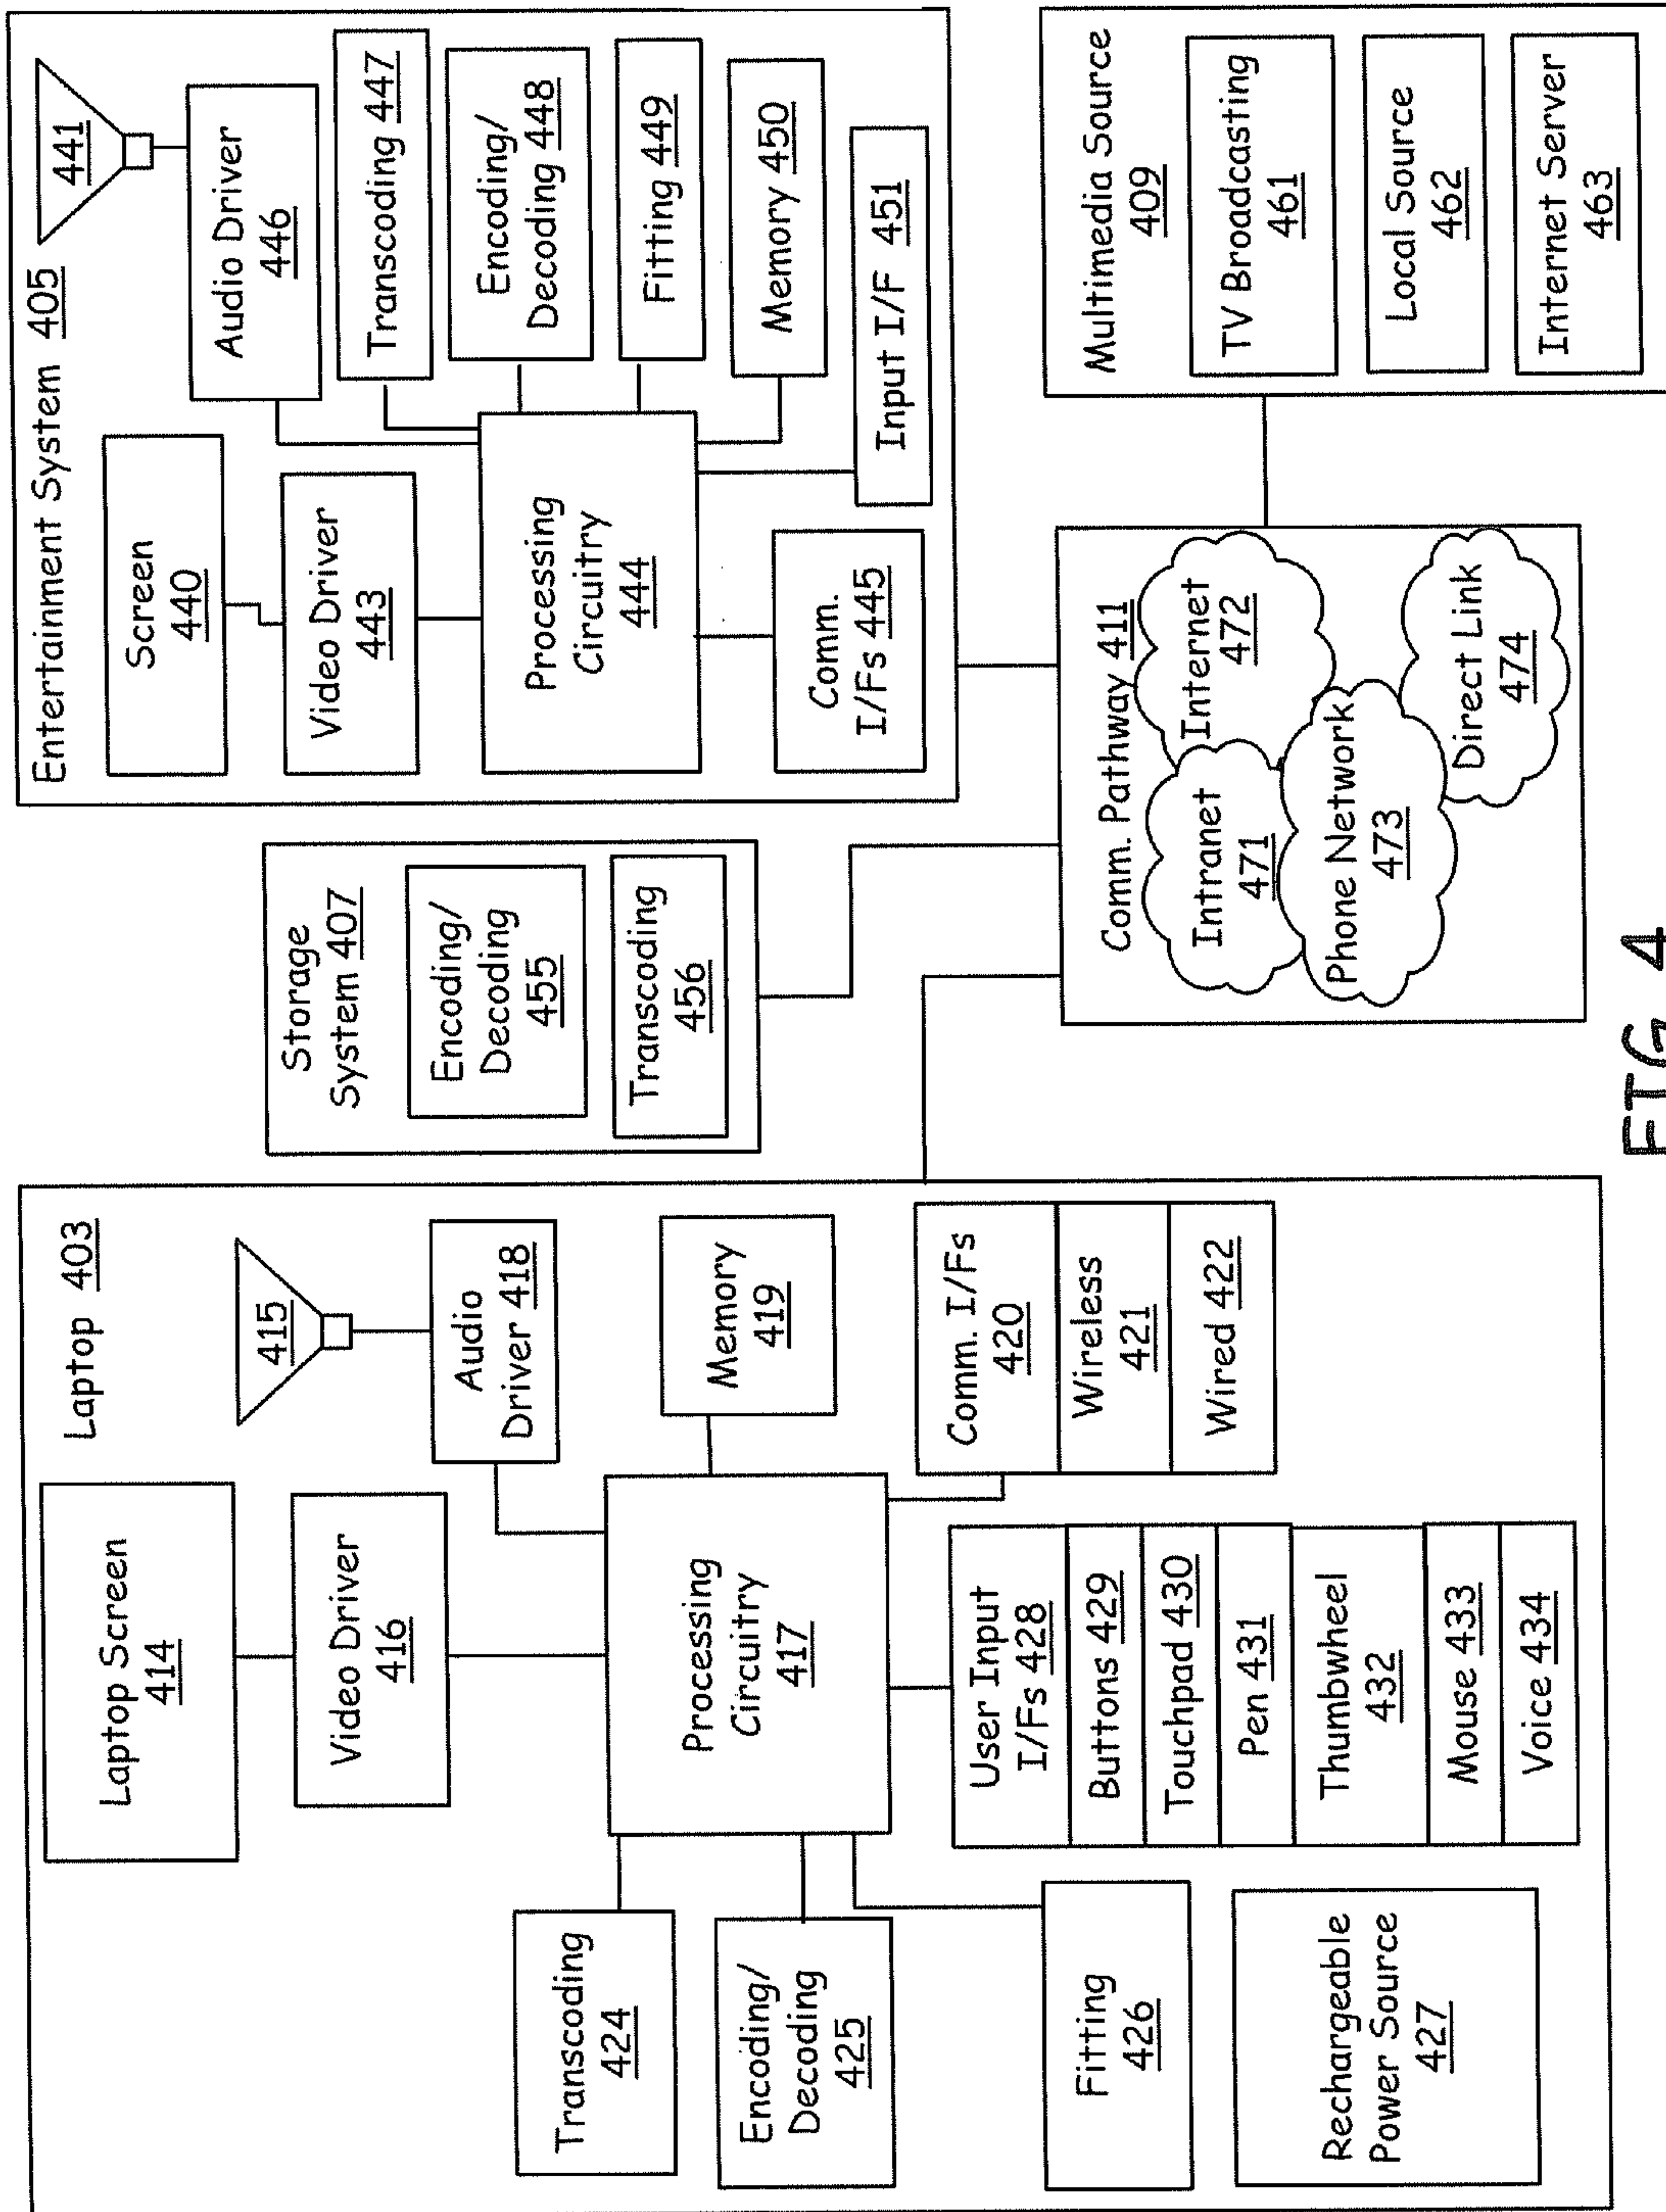 Laptop 403
Laptop Screen
414
415
Video Driver
416
Audio
Driver 418
Transcoding
424
Processing
Circuitry
417
Memory
419
Encoding/
Decoding
425
Fitting
426
Rechargeable
Power Source
427
User Input
I/Fs 428
Buttons 429
Touchpad 430
Pen 431
Thumbwheel
432
Mouse 433
Voice 434
Comm. I/Fs
420
Wireless
421
Wired 422
Storage
System 407
Encoding/
Decoding
455
Transcoding
456
Entertainment System 405
Screen
440
441
Video Driver
443
Audio Driver
446
Transcoding 447
Encoding/
Decoding 448
Processing
Circuitry
444
Fitting 449
Memory 450
Comm.
I/Fs 445
Input I/F 451
Comm. Pathway 411
Intranet
471
Internet
472
Phone Network
473
Direct Link
474
Multimedia Source
409
TV Broadcasting
461
Local Source
462
Internet Server
463
FIG 4